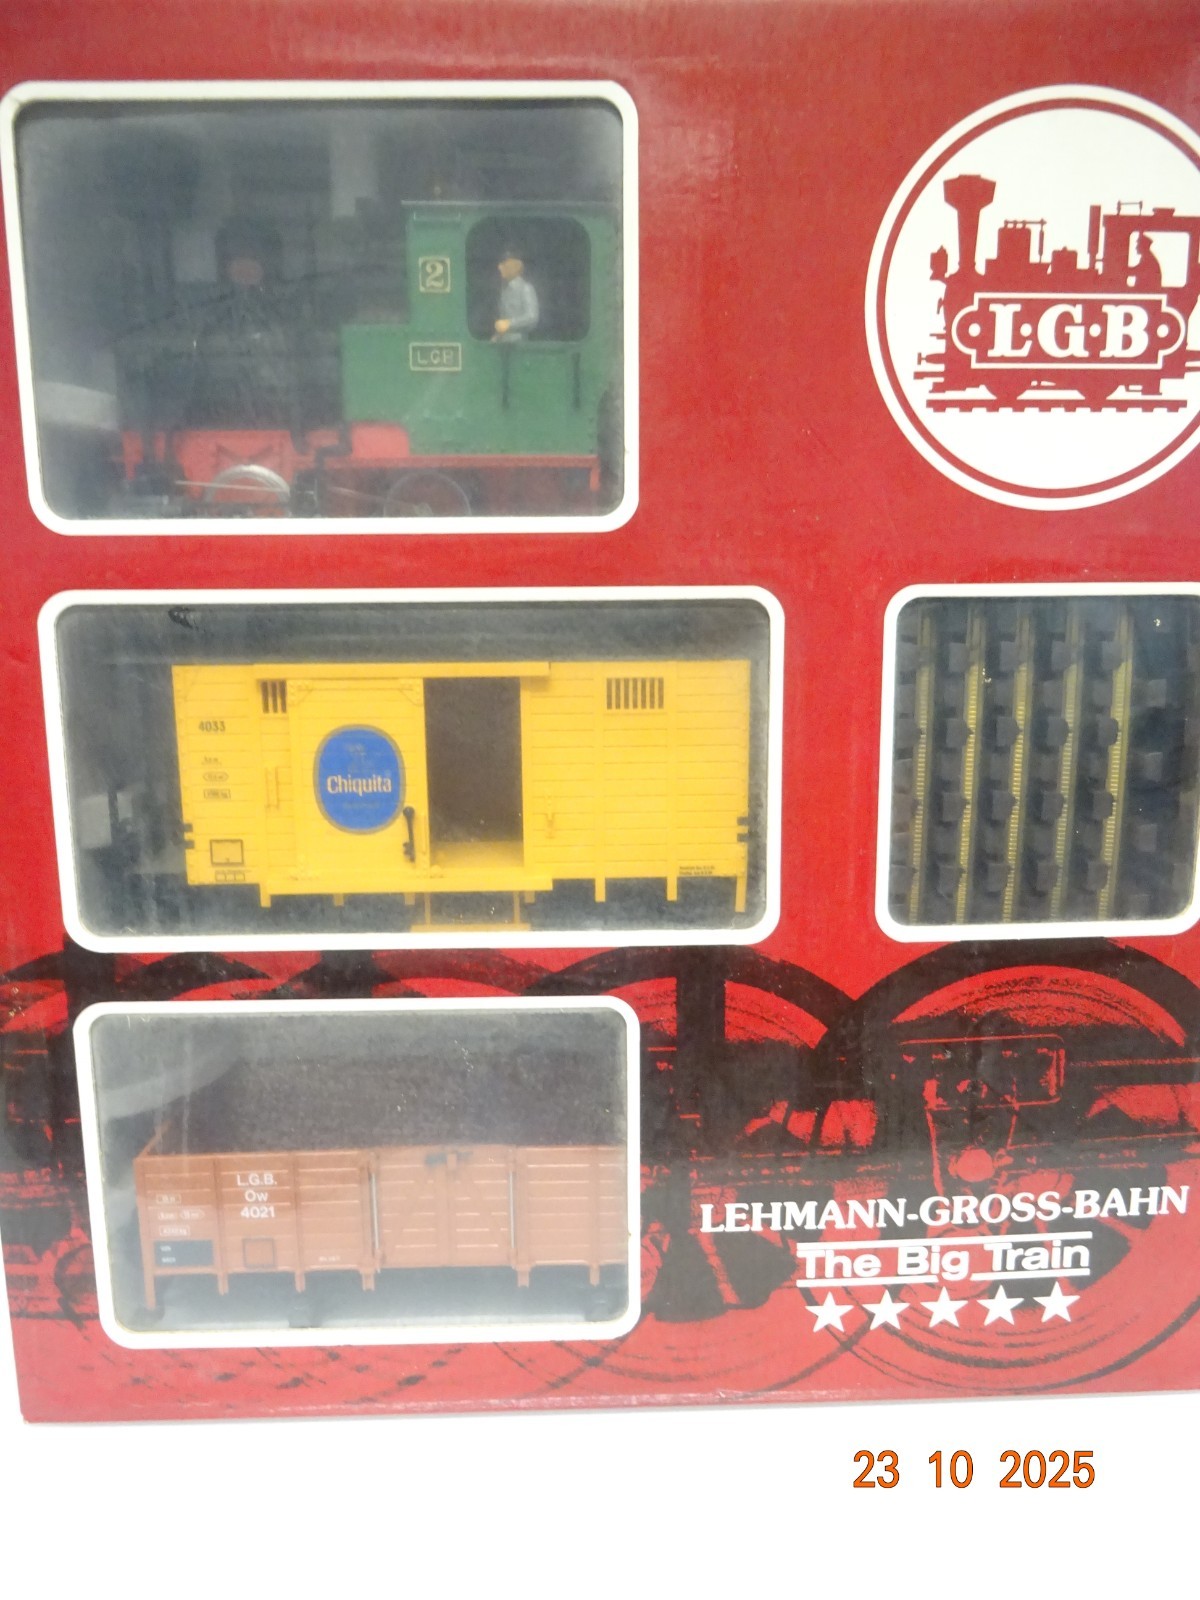 2
LGB
L·G·B
4033
Chiquita
L.G.B.
Ow
4021
LEHMANN-GROSS-BAHN
The Big Train
23 10 2025